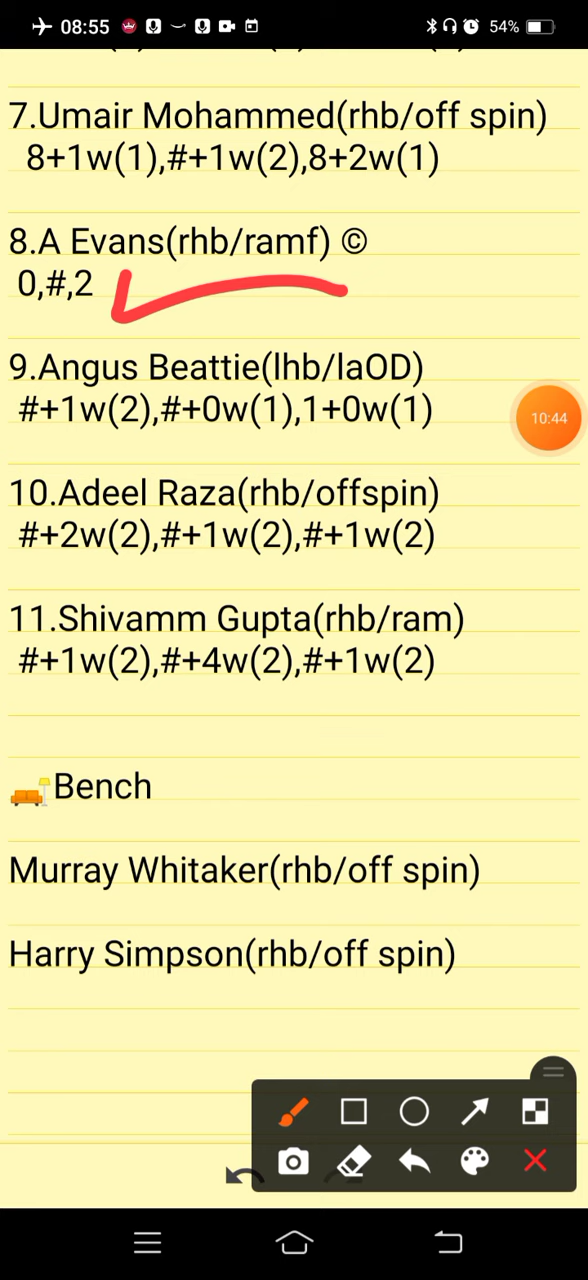 08:55
54%
7.Umair Mohammed(rhb/off spin)
8+1w(1),#+1w(2),8+2w(1)
8.A Evans(rhb/ramf) ©
0,#,2
9.Angus Beattie(lhb/laOD)
#+1w(2),#+0w(1),1+0w(1)
10:44
10.Adeel Raza(rhb/offspin)
#+2w(2),#+1w(2),#+1w(2)
11.Shivamm Gupta(rhb/ram)
#+1w(2),#+4w(2),#+1w(2)
🛋Bench
Murray Whitaker(rhb/off spin)
Harry Simpson(rhb/off spin)